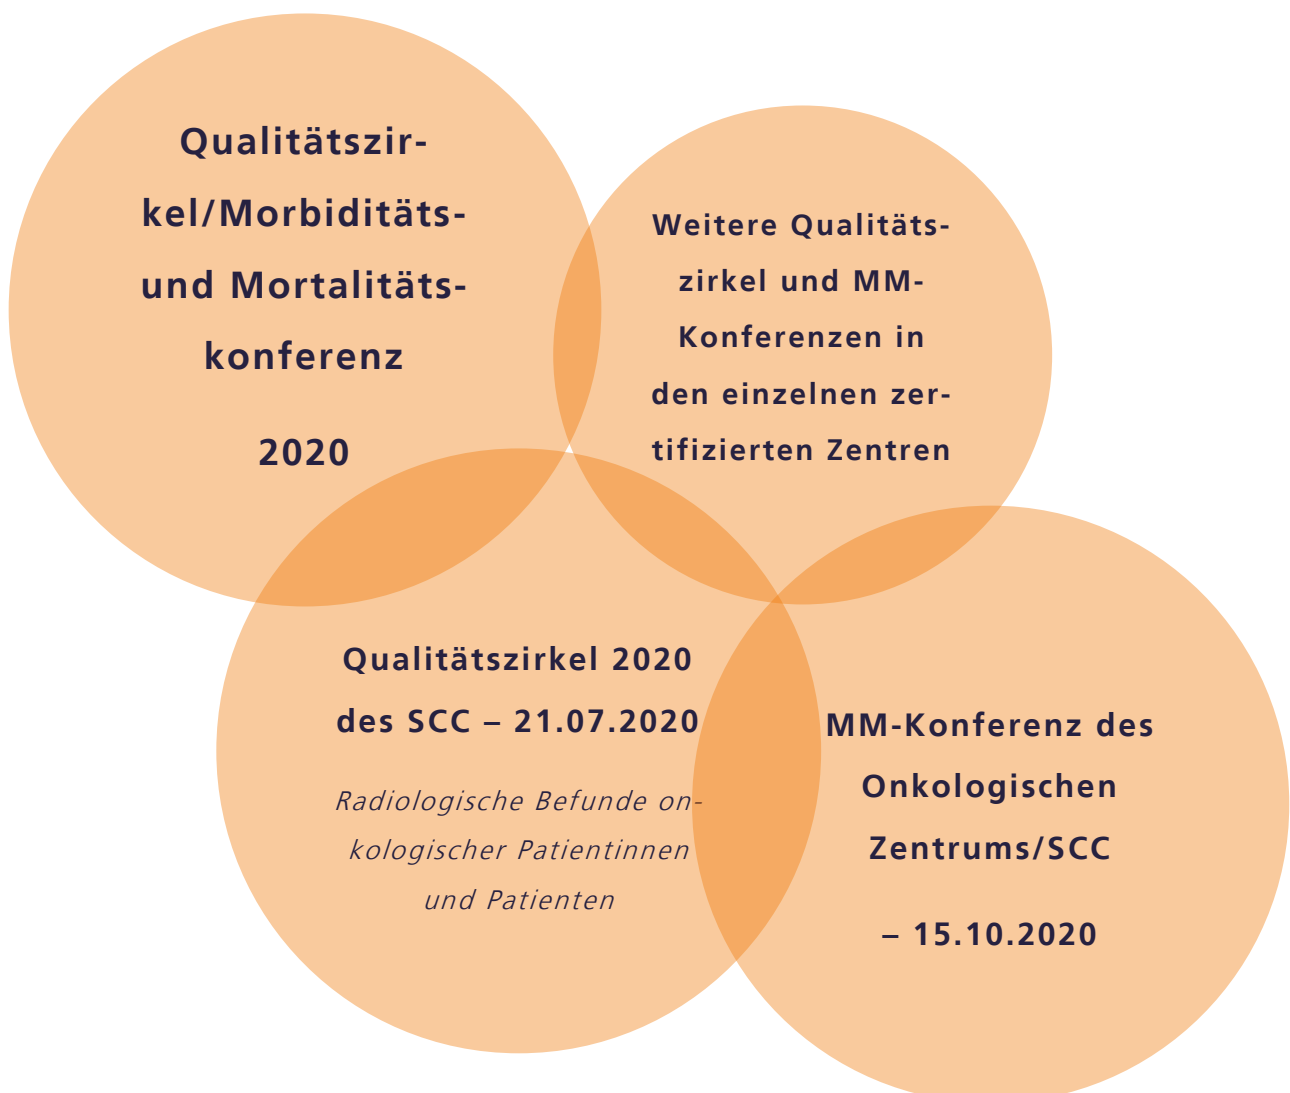 Qualitätszir-
kel/Morbiditäts-
und Mortalitäts-
konferenz
2020
Weitere Qualitäts-
zirkel und MM-
Konferenzen in
den einzelnen zer-
tifizierten Zentren
Qualitätszirkel 2020
des SCC – 21.07.2020
Radiologische Befunde on-
kologischer Patientinnen
und Patienten
MM-Konferenz des
Onkologischen
Zentrums/SCC
– 15.10.2020